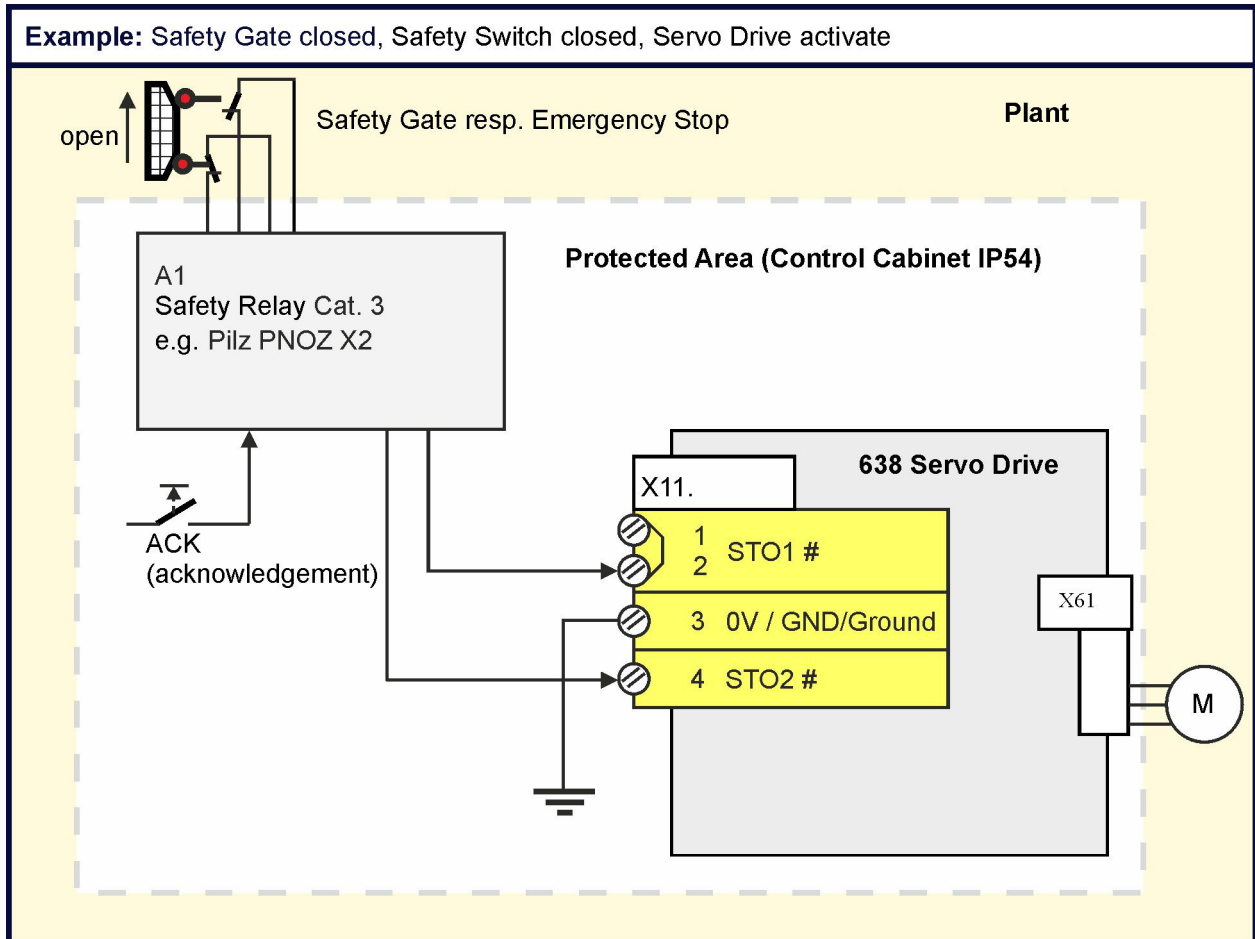 Example: Safety Gate closed, Safety Switch closed, Servo Drive activate
open
Safety Gate resp. Emergency Stop
Plant
Protected Area (Control Cabinet IP54)
A1
Safety Relay Cat. 3
e.g. Pilz PNOZ X2
638 Servo Drive
X11.
ACK
(acknowledgement)
1
2
STO1 #
3 0V / GND/Ground
4 STO2 #
X61
M